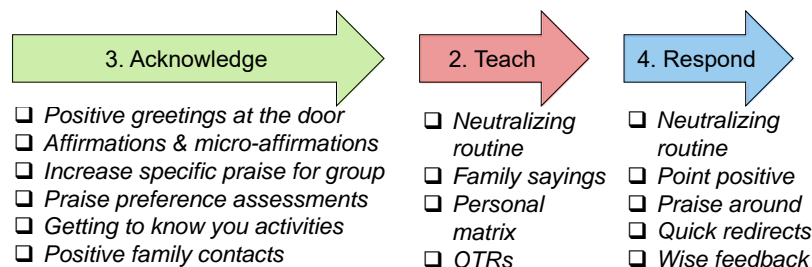 3. Acknowledge
❑ Positive greetings at the door
❑ Affirmations & micro-affirmations
❑ Increase specific praise for group
❑ Praise preference assessments
❑ Getting to know you activities
❑ Positive family contacts
2. Teach
❑ Neutralizing
routine
❑ Family sayings
❑ Personal
matrix
❑ OTRs
4. Respond
❑ Neutralizing
routine
❑ Point positive
❑ Praise around
❑ Quick redirects
❑ Wise feedback